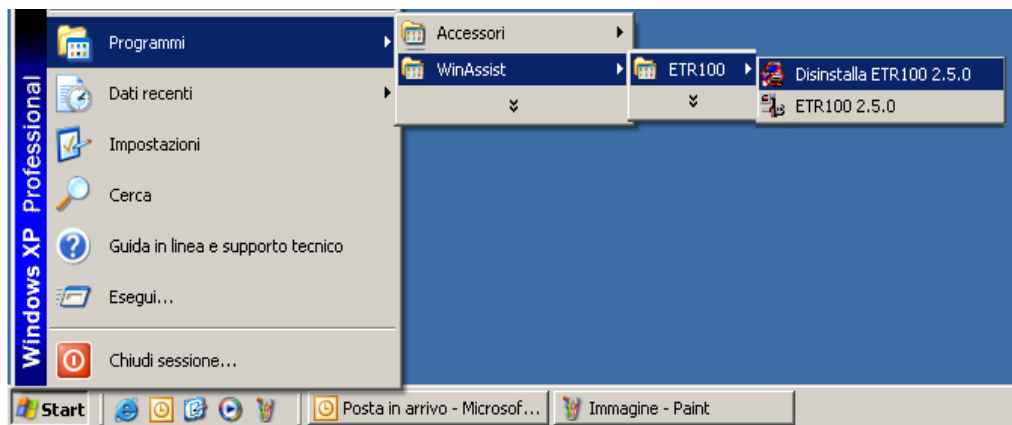 Windows XP Professional
Programmi
Dati recenti
Impostazioni
Cerca
Guida in linea e supporto tecnico
Esegui...
Chiudi sessione...
Accessori
WinAssist
ETR100
Disinstalla ETR100 2.5.0
ETR100 2.5.0
Start
Posta in arrivo - Microsof...
Immagine - Paint